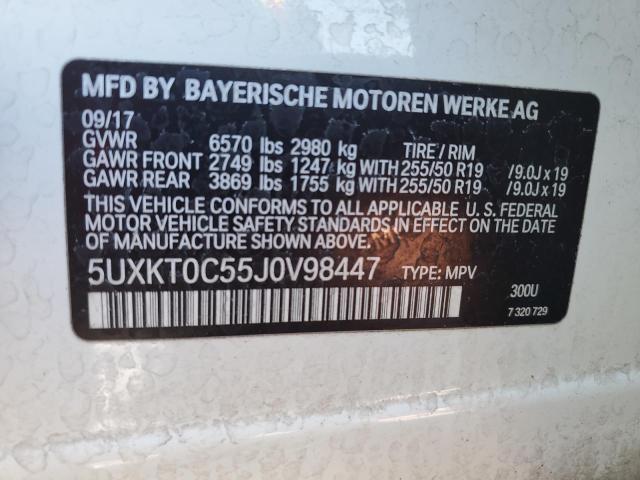 MFD BY BAYERISCHE MOTOREN WERKE AG
09/17
GVWR 6570 lbs 2980 kg TIRE / RIM
GAWR FRONT 2749 lbs 1247 kg WITH 255/50 R19 /9.0J x 19
GAWR REAR 3869 lbs 1755 kg WITH 255/50 R19 /9.0J x 19
THIS VEHICLE CONFORMS TO ALL APPLICABLE U. S. FEDERAL
MOTOR VEHICLE SAFETY STANDARDS IN EFFECT ON THE
DATE OF MANUFACTURE SHOWN ABOVE.
5UXKT0C55J0V98447 TYPE: MPV
300U
7 320 729